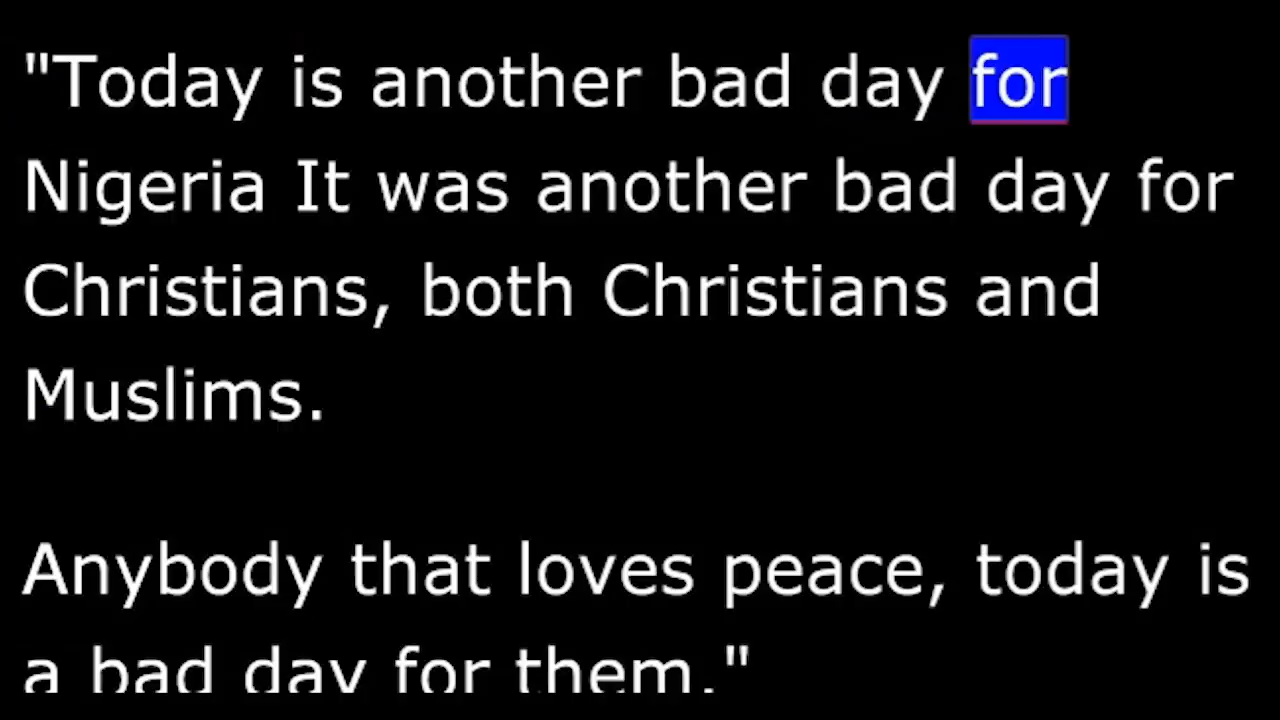 "Today is another bad day for
Nigeria It was another bad day for
Christians, both Christians and
Muslims.
Anybody that loves peace, today is
a bad day for them."